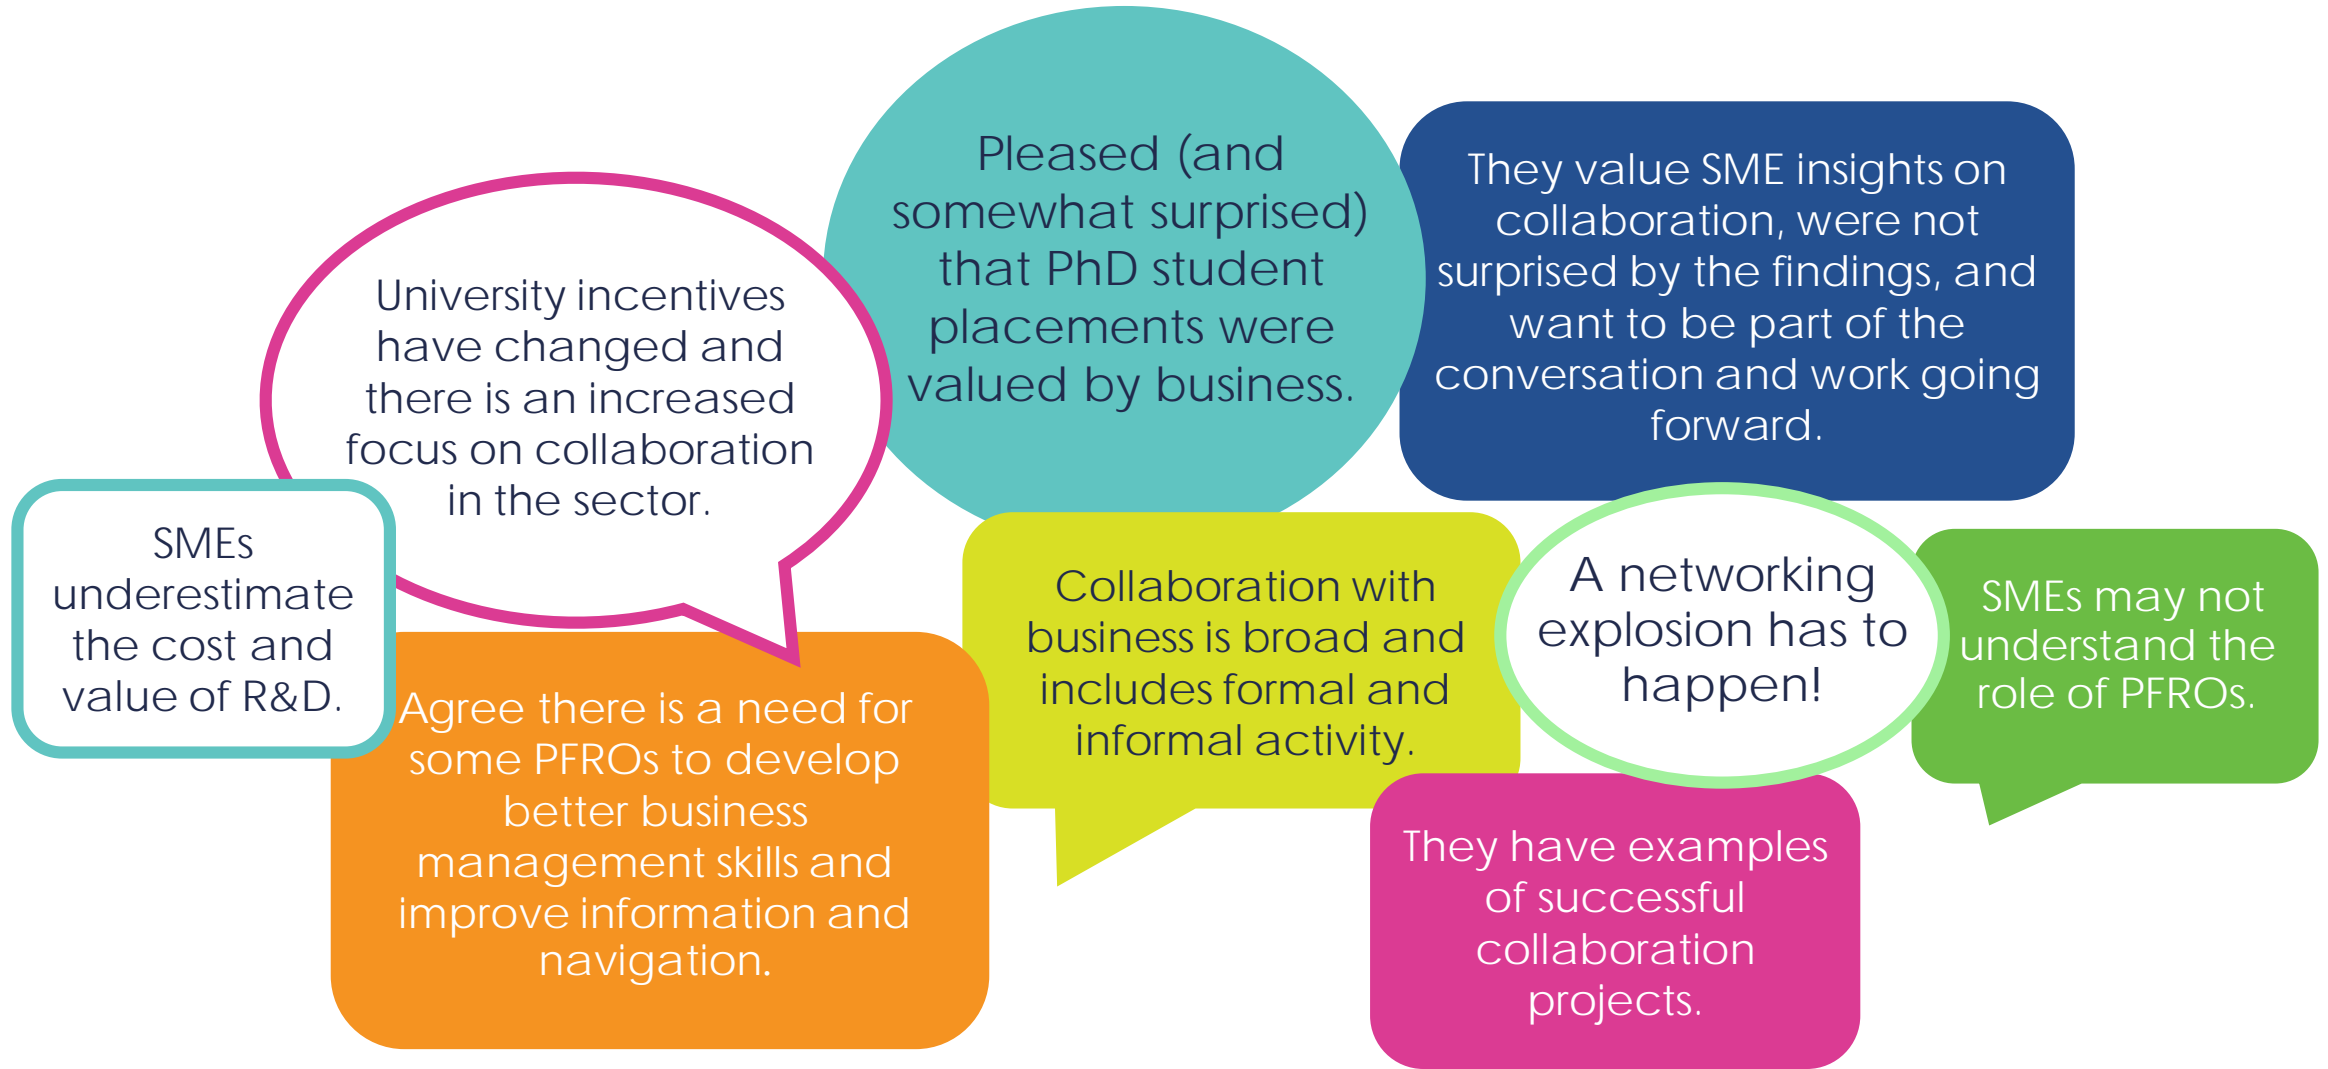 Pleased (and
somewhat surprised)
that PhD student
placements were
valued by business.
They value SME insights on
collaboration, were not
surprised by the findings, and
want to be part of the
conversation and work going
forward.
University incentives
have changed and
there is an increased
focus on collaboration
in the sector.
SMEs
underestimate
the cost and
value of R&D.
Agree there is a need for
some PFROs to develop
better business
management skills and
improve information and
navigation.
Collaboration with
business is broad and
includes formal and
informal activity.
A networking
explosion has to
happen!
SMEs may not
understand the
role of PFROs.
They have examples
of successful
collaboration
projects.